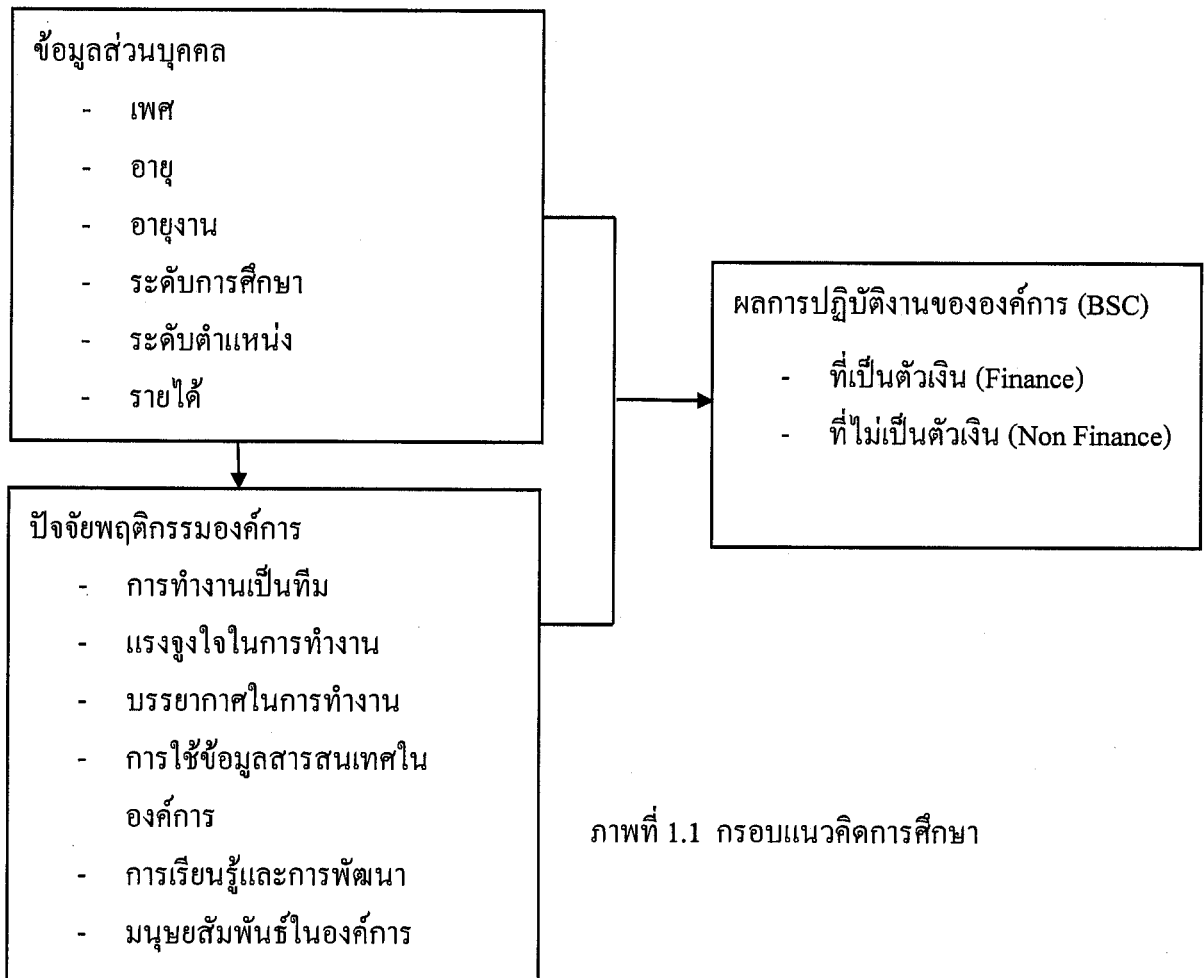 ข้อมูลส่วนบุคคล
- เพศ
- อายุ
- อายุงาน
- ระดับการศึกษา
- ระดับตำแหน่ง
- รายได้
ผลการปฏิบัติงานขององค์การ (BSC)
- ที่เป็นตัวเงิน (Finance)
- ที่ไม่เป็นตัวเงิน (Non Finance)
ปัจจัยพฤติกรรมองค์การ
- การทำงานเป็นทีม
- แรงจูงใจในการทำงาน
- บรรยากาศในการทำงาน
- การใช้ข้อมูลสารสนเทศใน
องค์การ
- การเรียนรู้และการพัฒนา
- มนุษยสัมพันธ์ในองค์การ
ภาพที่ 1.1 กรอบแนวคิดการศึกษา